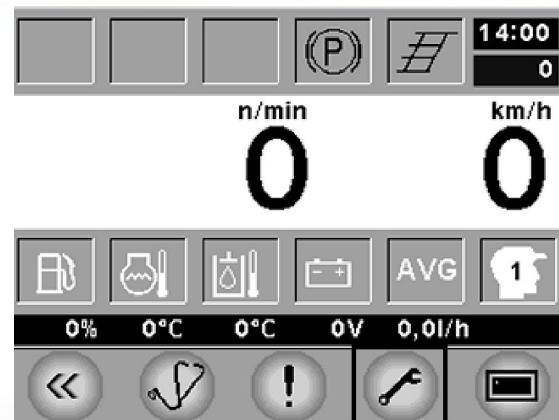 (P) 14:00
0
n/min km/h
0 0
- + AVG 1
0% 0°C 0°C 0V 0,0l/h
«
!